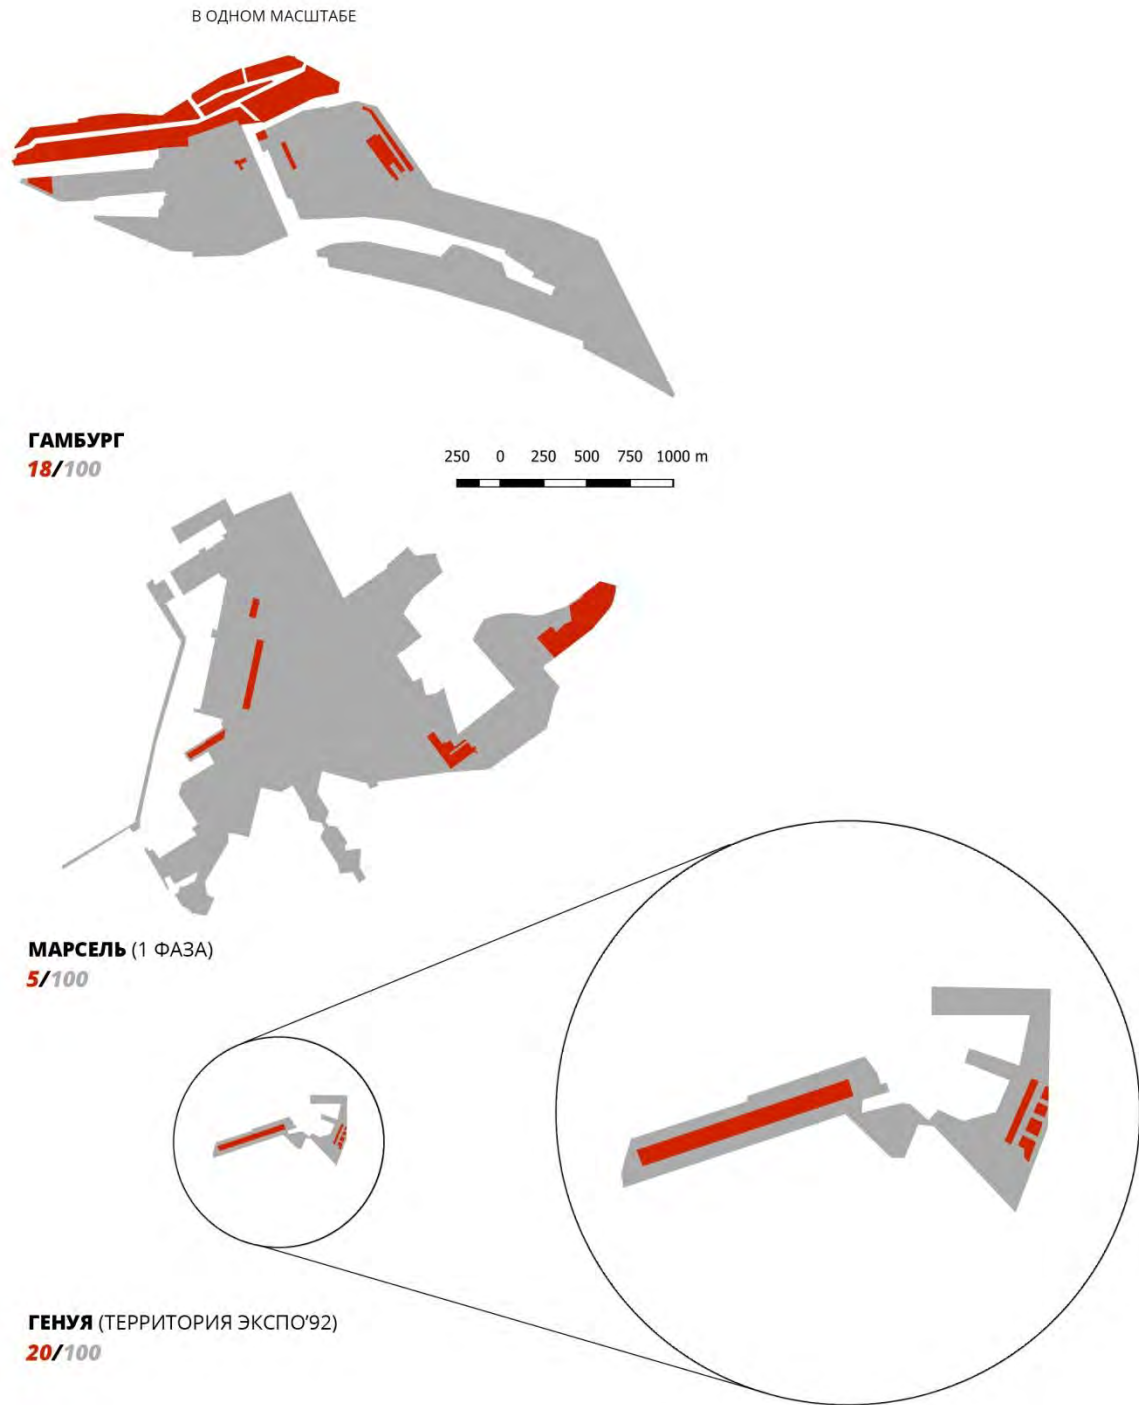 В ОДНОМ МАСШТАБЕ
ГАМБУРГ
18/100
250 0 250 500 750 1000 m
МАРСЕЛЬ (1 ФАЗА)
5/100
ГЕНУЯ (ТЕРРИТОРИЯ ЭКСПО'92)
20/100